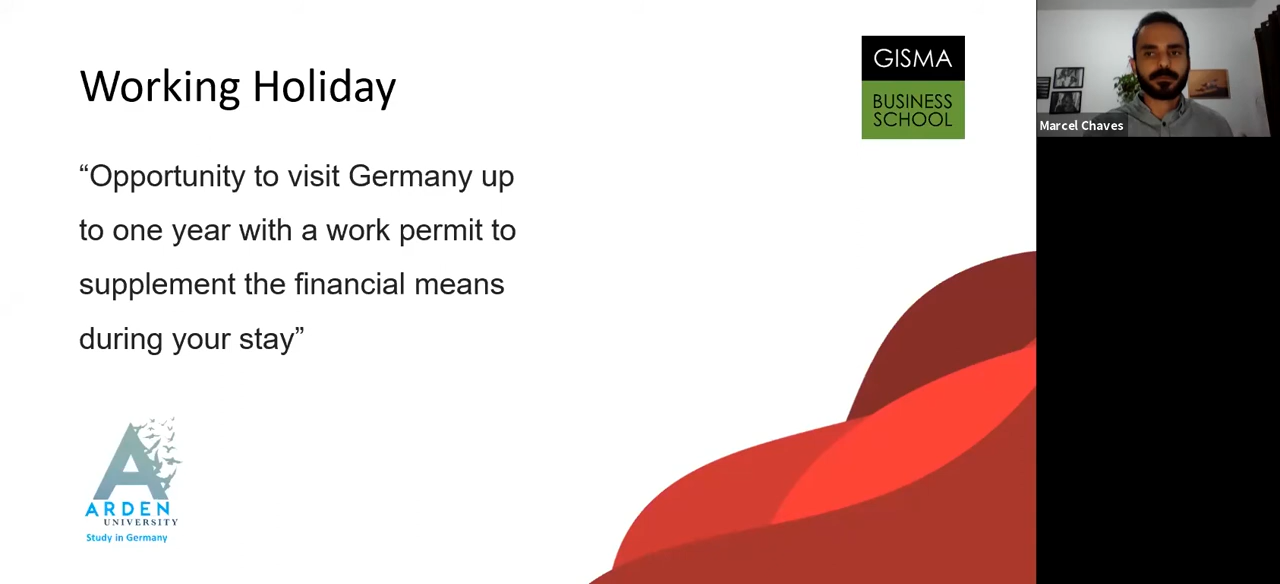 Working Holiday
“Opportunity to visit Germany up
to one year with a work permit to
supplement the financial means
during your stay”
GISMA
BUSINESS
SCHOOL
Marcel Chaves
ARDEN
UNIVERSITY
Study in Germany